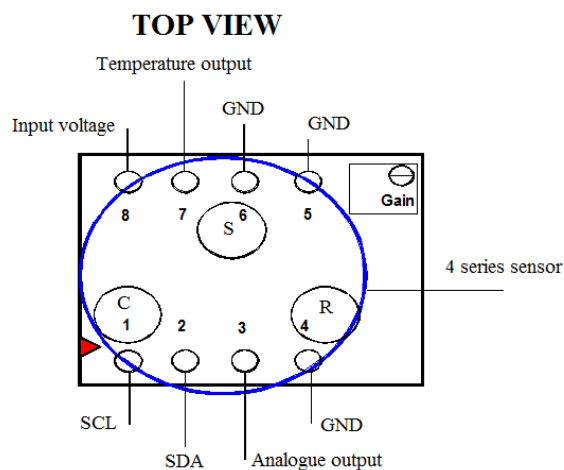 TOP VIEW
Temperature output
GND
Input voltage
GND
8
7
6
5
Gain
S
4 series sensor
C
R
1
2
3
4
SCL
GND
SDA
Analogue output